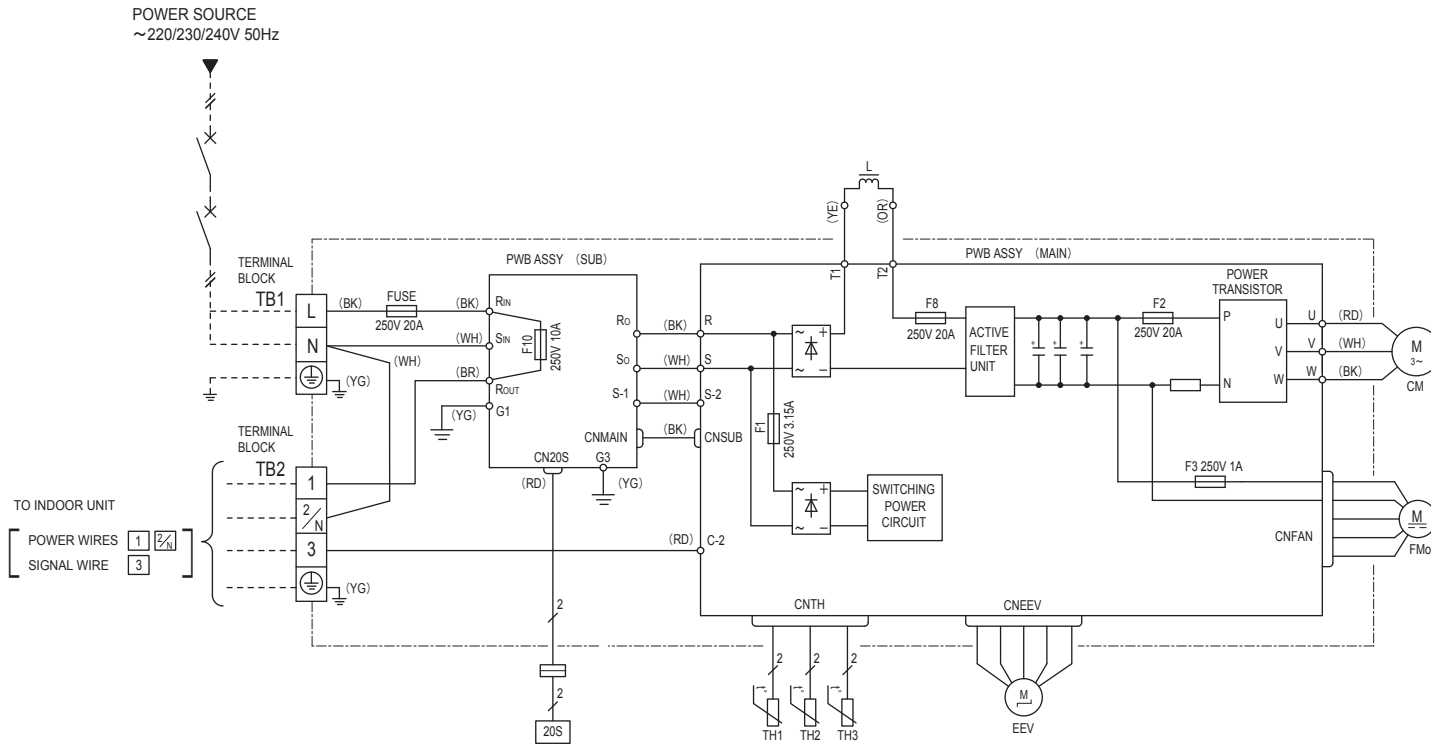 POWER SOURCE
～220/230/240V 50Hz
L
(YE)
(OR)
TERMINAL
BLOCK
TB1
L
N
(BK)
FUSE
250V 20A
(BK)
(WH)
(WH)
(YG)
(BR)
(YG)
PWB ASSY (SUB)
RIN
SIN
ROUT
G1
F10
250V 10A
RO
SO
S-1
CNMAIN
CN20S
G3
(RD)
(YG)
(BK)
(WH)
(WH)
(BK)
R
S
S-2
CNSUB
(RD)
C-2
T1
T2
PWB ASSY (MAIN)
~
~
+
−
F1
250V 3.15A
~
~
+
−
SWITCHING
POWER
CIRCUIT
F8
250V 20A
ACTIVE
FILTER
UNIT
+
+
+
F2
250V 20A
POWER
TRANSISTOR
P
N
U
V
W
U
V
W
(RD)
(WH)
(BK)
M
3~
CM
F3 250V 1A
CNFAN
M
FMo
TERMINAL
BLOCK
TB2
1
2/N
3
(YG)
TO INDOOR UNIT
POWER WIRES 1 2/N
SIGNAL WIRE 3
2
2
20S
CNTH
2
2
2
TH1
TH2
TH3
CNEEV
M
EEV